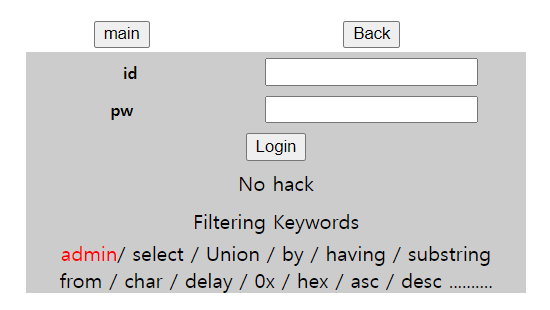 main Back
id
pw
Login
No hack
Filtering Keywords
admin/ select / Union / by / having / substring
from / char / delay / 0x / hex / asc / desc ..........